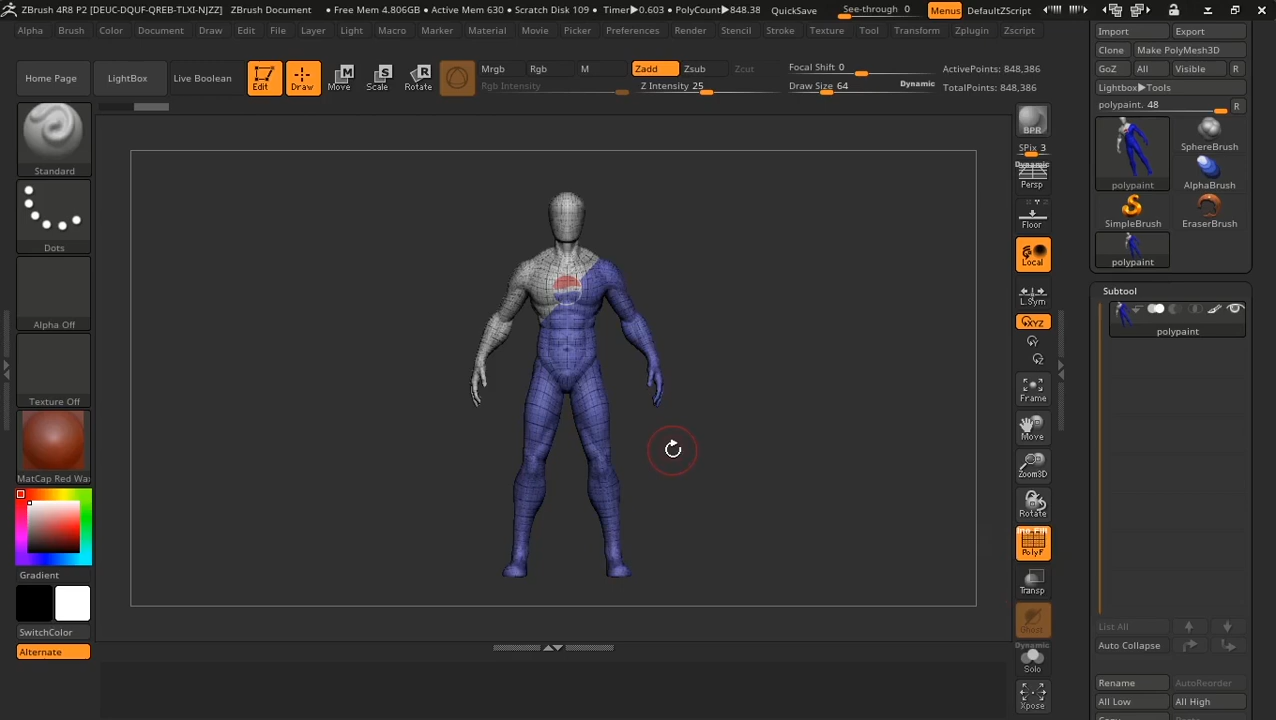 ZBrush 4R8 P2 [DEUC-DQUF-QREB-TLXI-NJZZ] ZBrush Document • Free Mem 4.806GB • Active Mem 630 • Scratch Disk 109 • Timer▶0.603 • PolyCount▶848.38 QuickSave See-through 0 Menus DefaultZScript
Alpha Brush Color Document Draw Edit File Layer Light Macro Marker Material Movie Picker Preferences Render Stencil Stroke Texture Tool Transform Zplugin Zscript
Import Export
Clone Make PolyMesh3D
GoZ All Visible R
Lightbox▶Tools
polypaint. 48 R
Home Page LightBox Live Boolean Edit Draw Move Scale Rotate
Mrgb Rgb M Zadd Zsub Zcut
Rgb Intensity Z Intensity 25
Focal Shift 0
Draw Size 64 Dynamic
ActivePoints: 848,386
TotalPoints: 848,386
Standard
Dots
Alpha Off
Texture Off
MatCap Red Wa
Gradient
SwitchColor
Alternate
BPR
SPix 3
Dynamic
Persp
Floor
Local
L.Sym
XYZ
Frame
Move
Zoom3D
Rotate
PolyF
Transp
Ghost
Dynamic
Solo
Xpose
polypaint
SphereBrush
AlphaBrush
SimpleBrush
EraserBrush
polypaint
Subtool
polypaint
List All
Auto Collapse
Rename AutoReorder
All Low All High